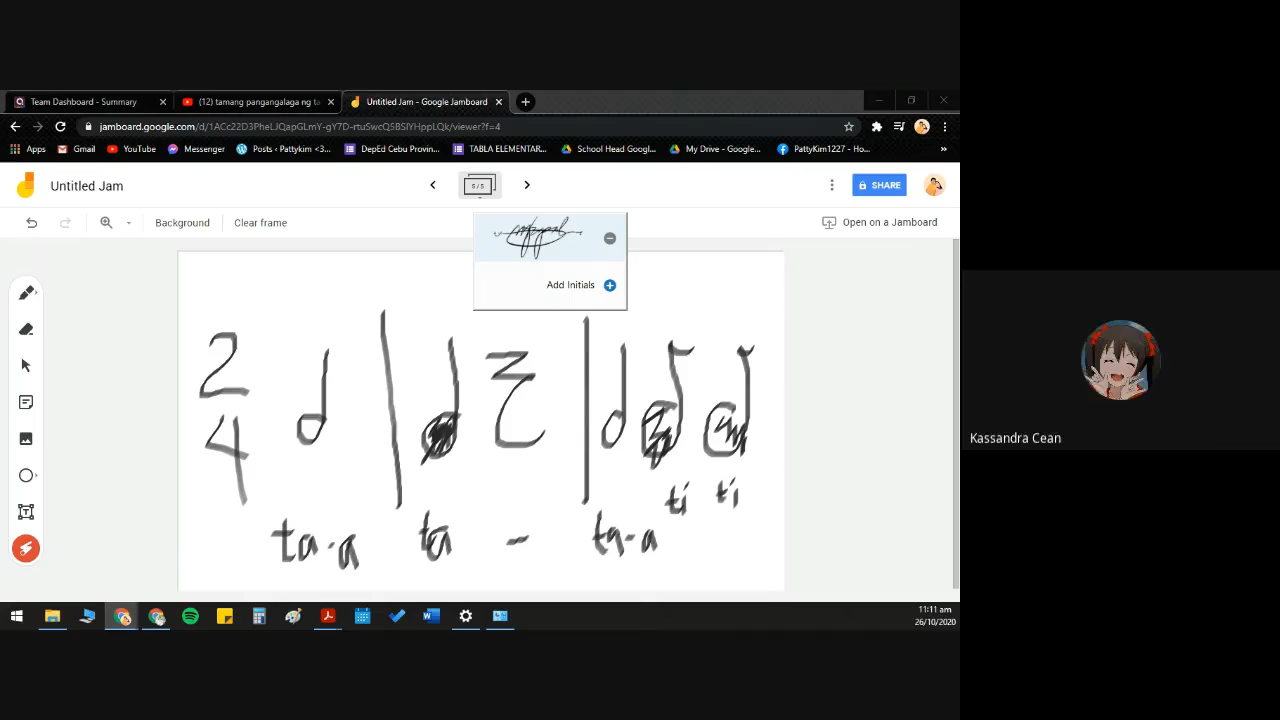 Team Dashboard - Summary
(12) tamang pangangalaga ng ta
Untitled Jam - Google Jamboard
jamboard.google.com/d/1ACc22D3PheLJQapGLmY-gY7D-rtuSwcQ5BSlYHppLQk/viewer?f=4
Apps Gmail YouTube Messenger Posts ‹ Pattykim <3... DepEd Cebu Provin... TABLA ELEMENTAR... School Head Googl... My Drive - Google... PattyKim1227 - Ho... »
Untitled Jam
5 / 5
SHARE
Background Clear frame
Open on a Jamboard
Add Initials
2
4
ti ti
ta-a ta - ta-a
Kassandra Cean
11:11 am
26/10/2020